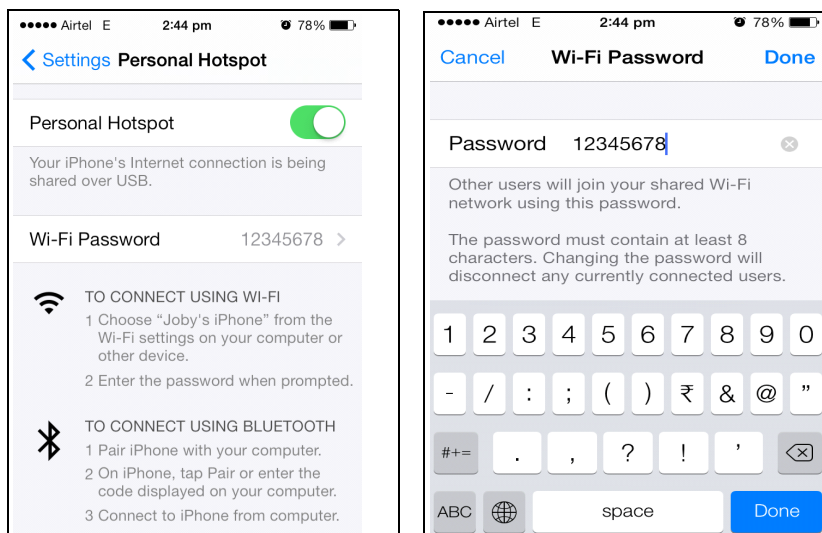 Airtel E 2:44 pm 78%
Settings Personal Hotspot
Personal Hotspot
Your iPhone's Internet connection is being
shared over USB.
Wi-Fi Password 12345678
TO CONNECT USING WI-FI
1 Choose “Joby's iPhone” from the
Wi-Fi settings on your computer or
other device.
2 Enter the password when prompted.
TO CONNECT USING BLUETOOTH
1 Pair iPhone with your computer.
2 On iPhone, tap Pair or enter the
code displayed on your computer.
3 Connect to iPhone from computer.
Airtel E 2:44 pm 78%
Cancel Wi-Fi Password Done
Password 12345678
Other users will join your shared Wi-Fi
network using this password.
The password must contain at least 8
characters. Changing the password will
disconnect any currently connected users.
1 2 3 4 5 6 7 8 9 0
- / : ; ( ) ₹ & @ ”
#+= . , ? ! ’
ABC space Done